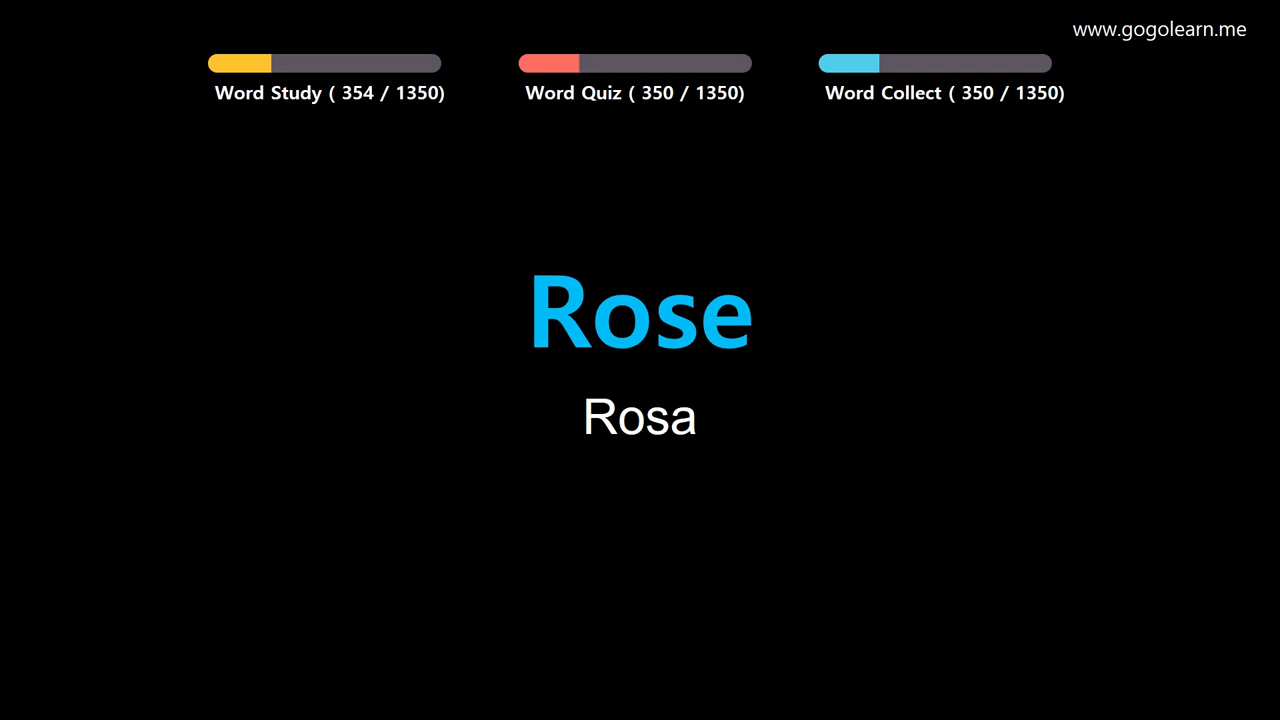 www.gogolearn.me
Word Study ( 354 / 1350)
Word Quiz ( 350 / 1350)
Word Collect ( 350 / 1350)
Rose
Rosa